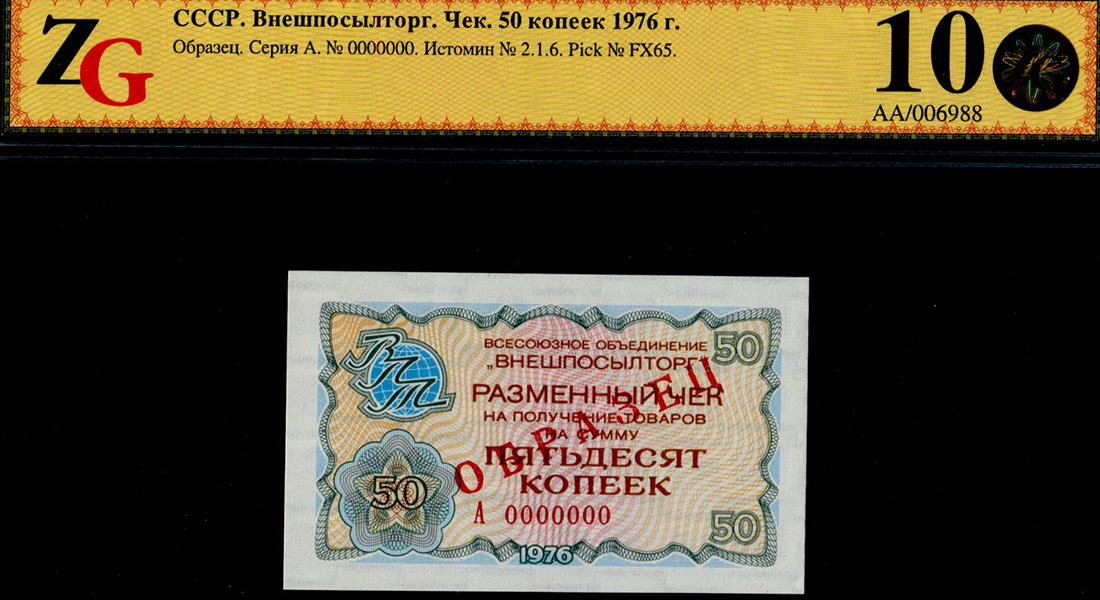 ZG
СССР. Внешпосылторг. Чек. 50 копеек 1976 г.
Образец. Серия А. № 0000000. Истомин № 2.1.6. Pick № FX65.
10
AA/006988
ВПТ
ВСЕСОЮЗНОЕ ОБЪЕДИНЕНИЕ
„ВНЕШПОСЫЛТОРГ"
50
РАЗМЕННЫЙ ЧЕК
НА ПОЛУЧЕНИЕ ТОВАРОВ
НА СУММУ
ПЯТЬДЕСЯТ
КОПЕЕК
ОБРАЗЕЦ
50
А 0000000
50
1976